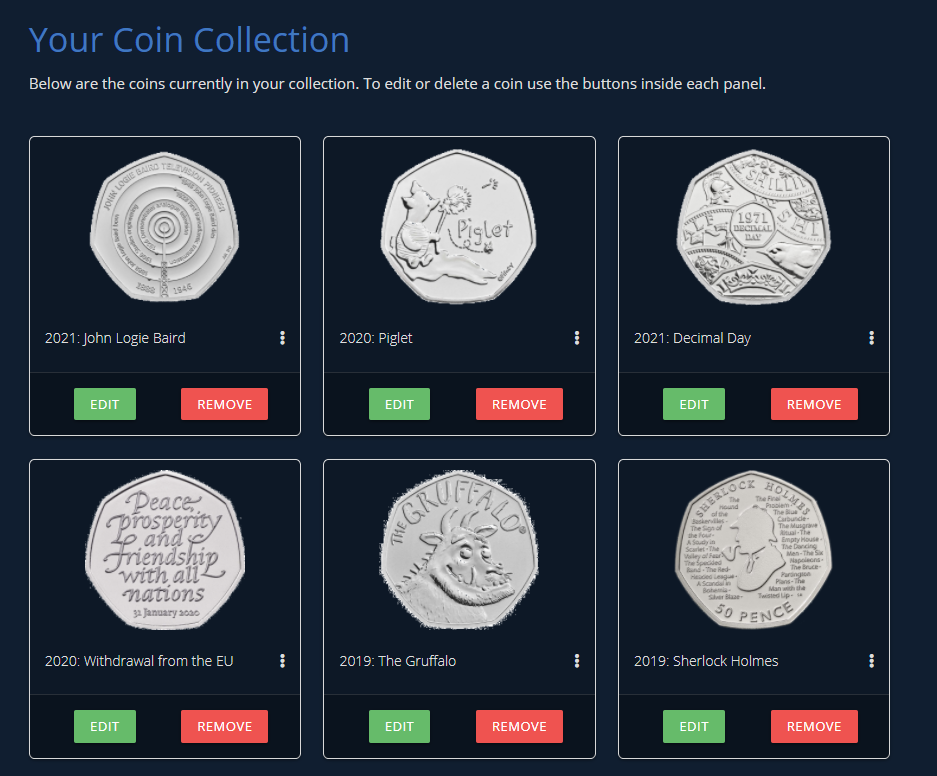 Your Coin Collection
Below are the coins currently in your collection. To edit or delete a coin use the buttons inside each panel.
JOHN LOGIE BAIRD TELEVISION PIONEER
1888 1946
2021: John Logie Baird
EDIT
REMOVE
Piglet
2020: Piglet
EDIT
REMOVE
SHILLI
1971
DECIMAL
DAY
2021: Decimal Day
EDIT
REMOVE
Peace,
prosperity
and
friendship
with all
nations
31 January 2020
2020: Withdrawal from the EU
EDIT
REMOVE
THE GRUFFALO®
2019: The Gruffalo
EDIT
REMOVE
SHERLOCK HOLMES
The
Hound
of the
Baskervilles -
The Sign of
the Four -
A Study in
Scarlet - The
Valley of Fear
The Speckled
Band - The Red-
Headed League -
A Scandal in
Bohemia -
Silver Blaze -
The Final
Problem -
The Blue
Carbuncle -
The Musgrave
Ritual - The
Empty House -
The Dancing
Men - The Six
Napoleons -
The Bruce-
Partington
Plans - The
Man with the
Twisted Lip -
50 PENCE
2019: Sherlock Holmes
EDIT
REMOVE